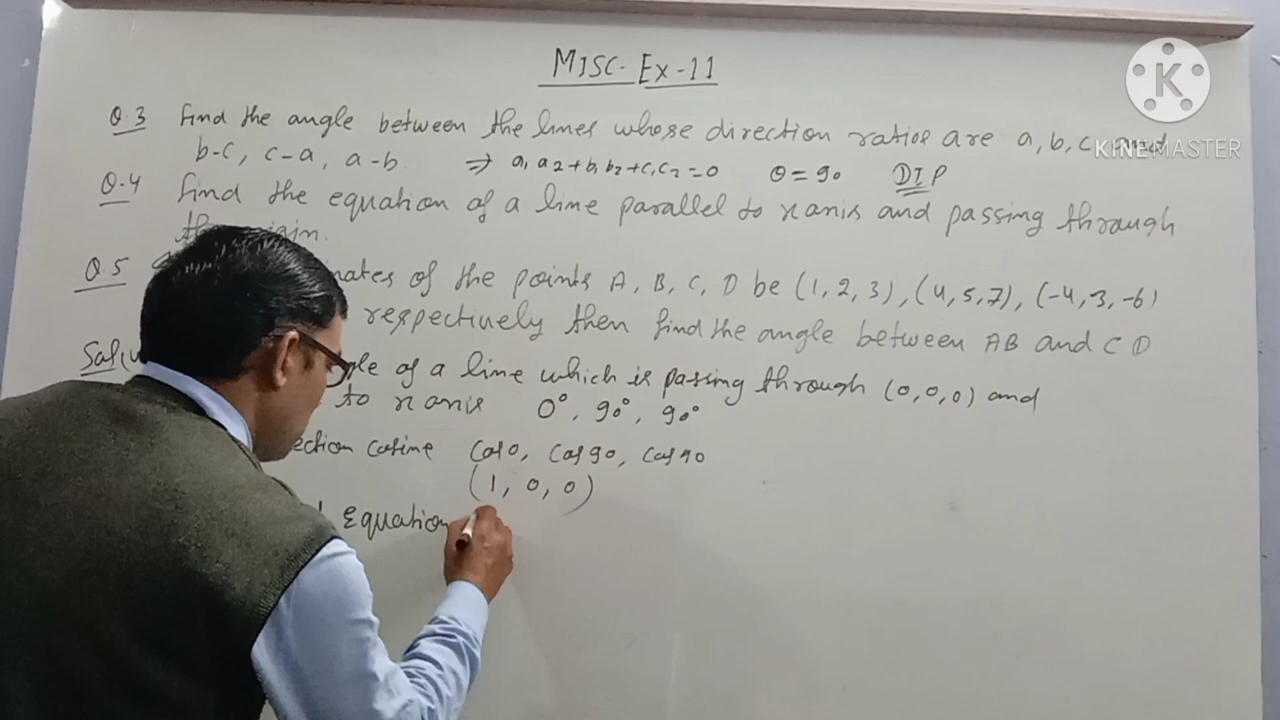 MISC. Ex-11
K
KINEMASTER
Q.3 Find the angle between the lines whose direction ratios are a, b, c and
b-c, c-a, a-b ⇒ a₁a₂+b₁b₂+c₁c₂=0 θ=90 DIP
Q.4 Find the equation of a line parallel to x axis and passing through
Q.5 of the points A, B, C, D be (1,2,3), (4,5,7), (-4,3,-6)
respectively then find the angle between AB and CD
of a line which is passing through (0,0,0) and
to x axis 0°, 90°, 90°
cosine cos0, cos90, cos90
(1, 0, 0)
Equation